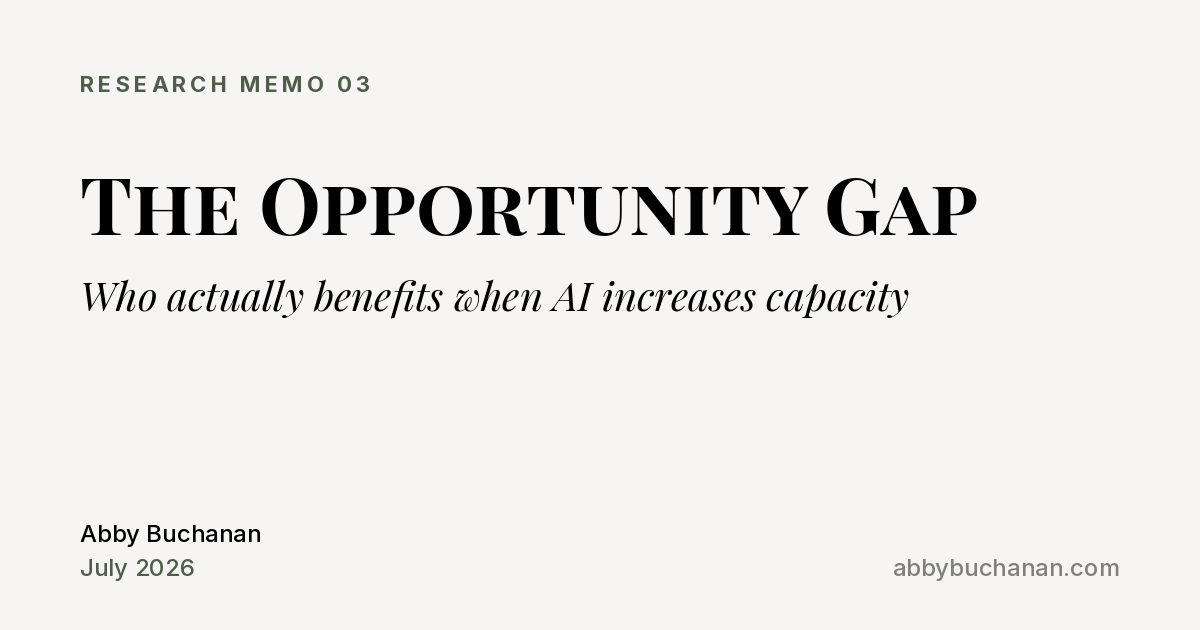 RESEARCH MEMO 03
The Opportunity Gap
Who actually benefits when AI increases capacity
Abby Buchanan
July 2026
abbybuchanan.com